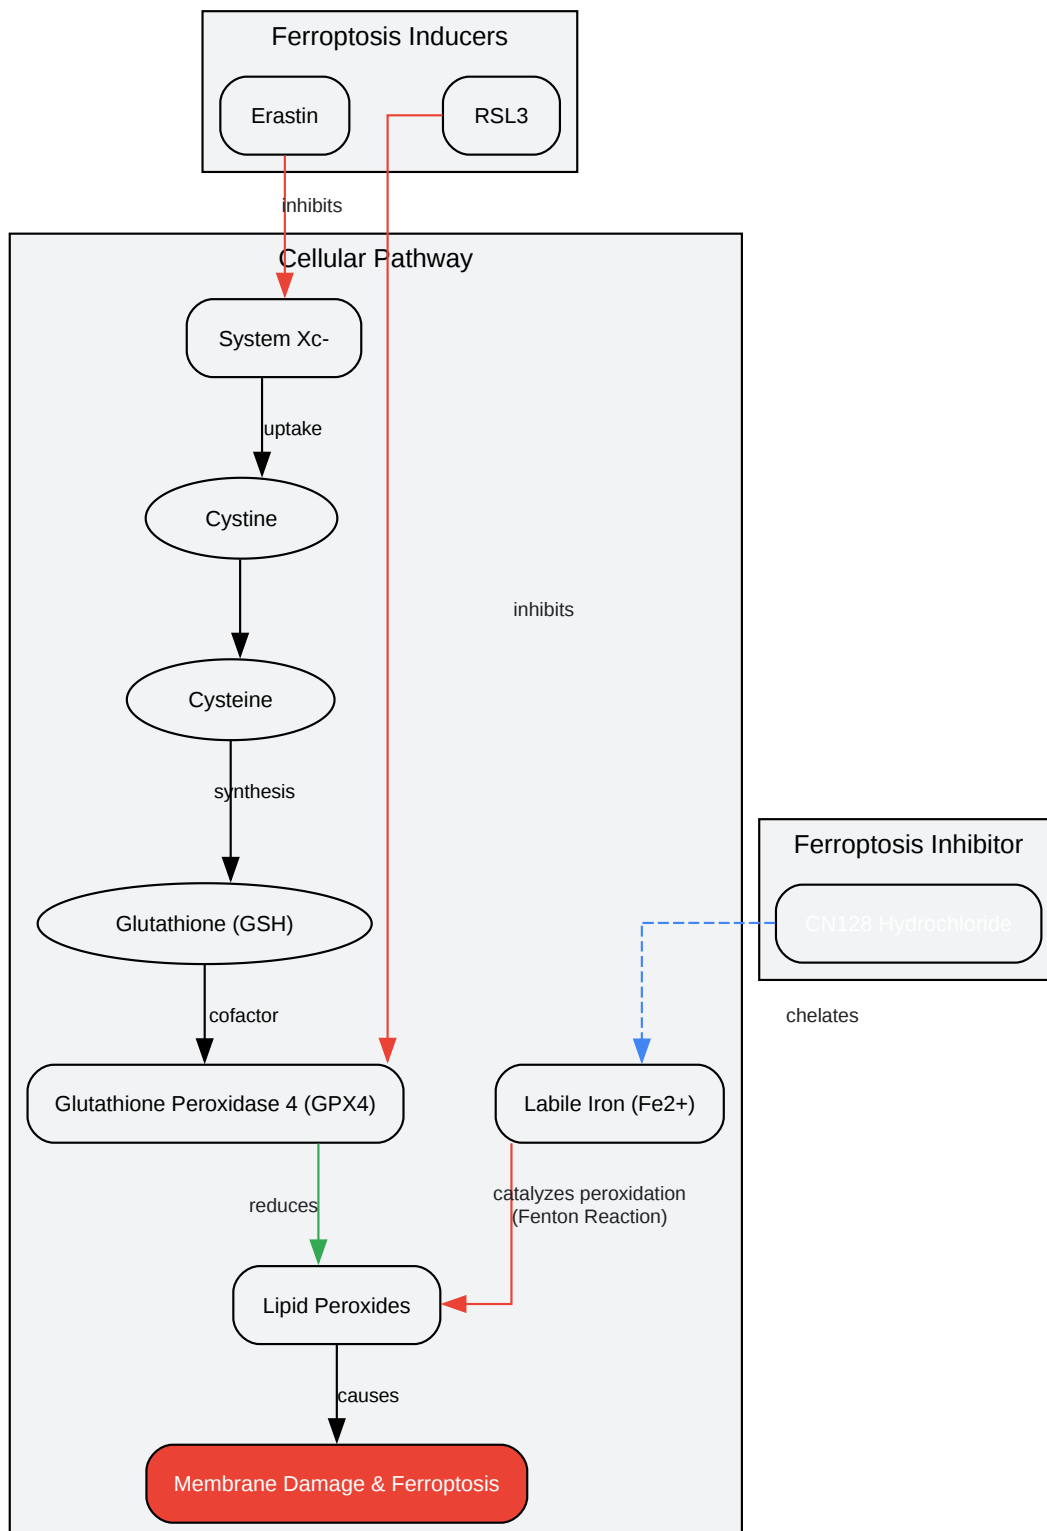 Ferroptosis Inducers
Erastin
RSL3
inhibits
Cellular Pathway
System Xc-
uptake
Cystine
inhibits
Cysteine
synthesis
Ferroptosis Inhibitor
CN128 Hydrochloride
Glutathione (GSH)
cofactor
chelates
Glutathione Peroxidase 4 (GPX4)
Labile Iron (Fe2+)
reduces
catalyzes peroxidation
(Fenton Reaction)
Lipid Peroxides
causes
Membrane Damage & Ferroptosis